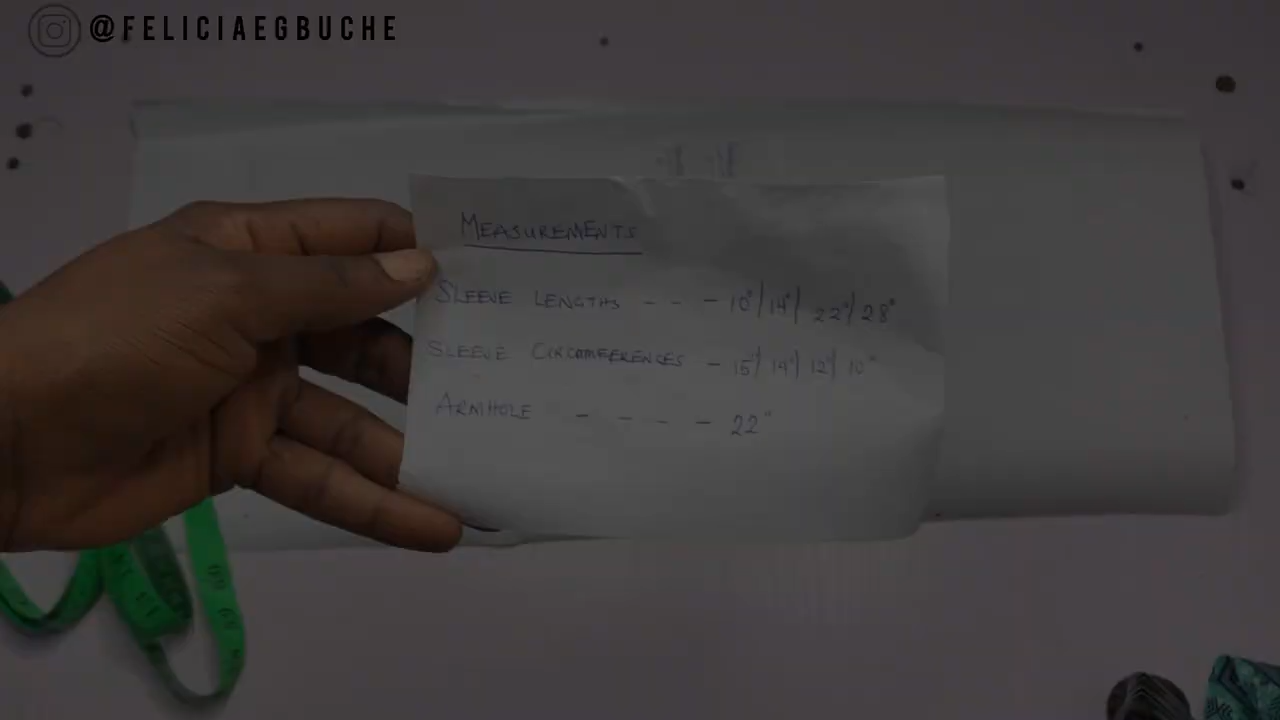 @FELICIAEGBUCHE
MEASUREMENTS
SLEEVE LENGTHS - - - 10"/14"/22"/28"
SLEEVE CIRCUMFERENCES - 15"/14"/12"/10"
ARMHOLE - - - - 22"